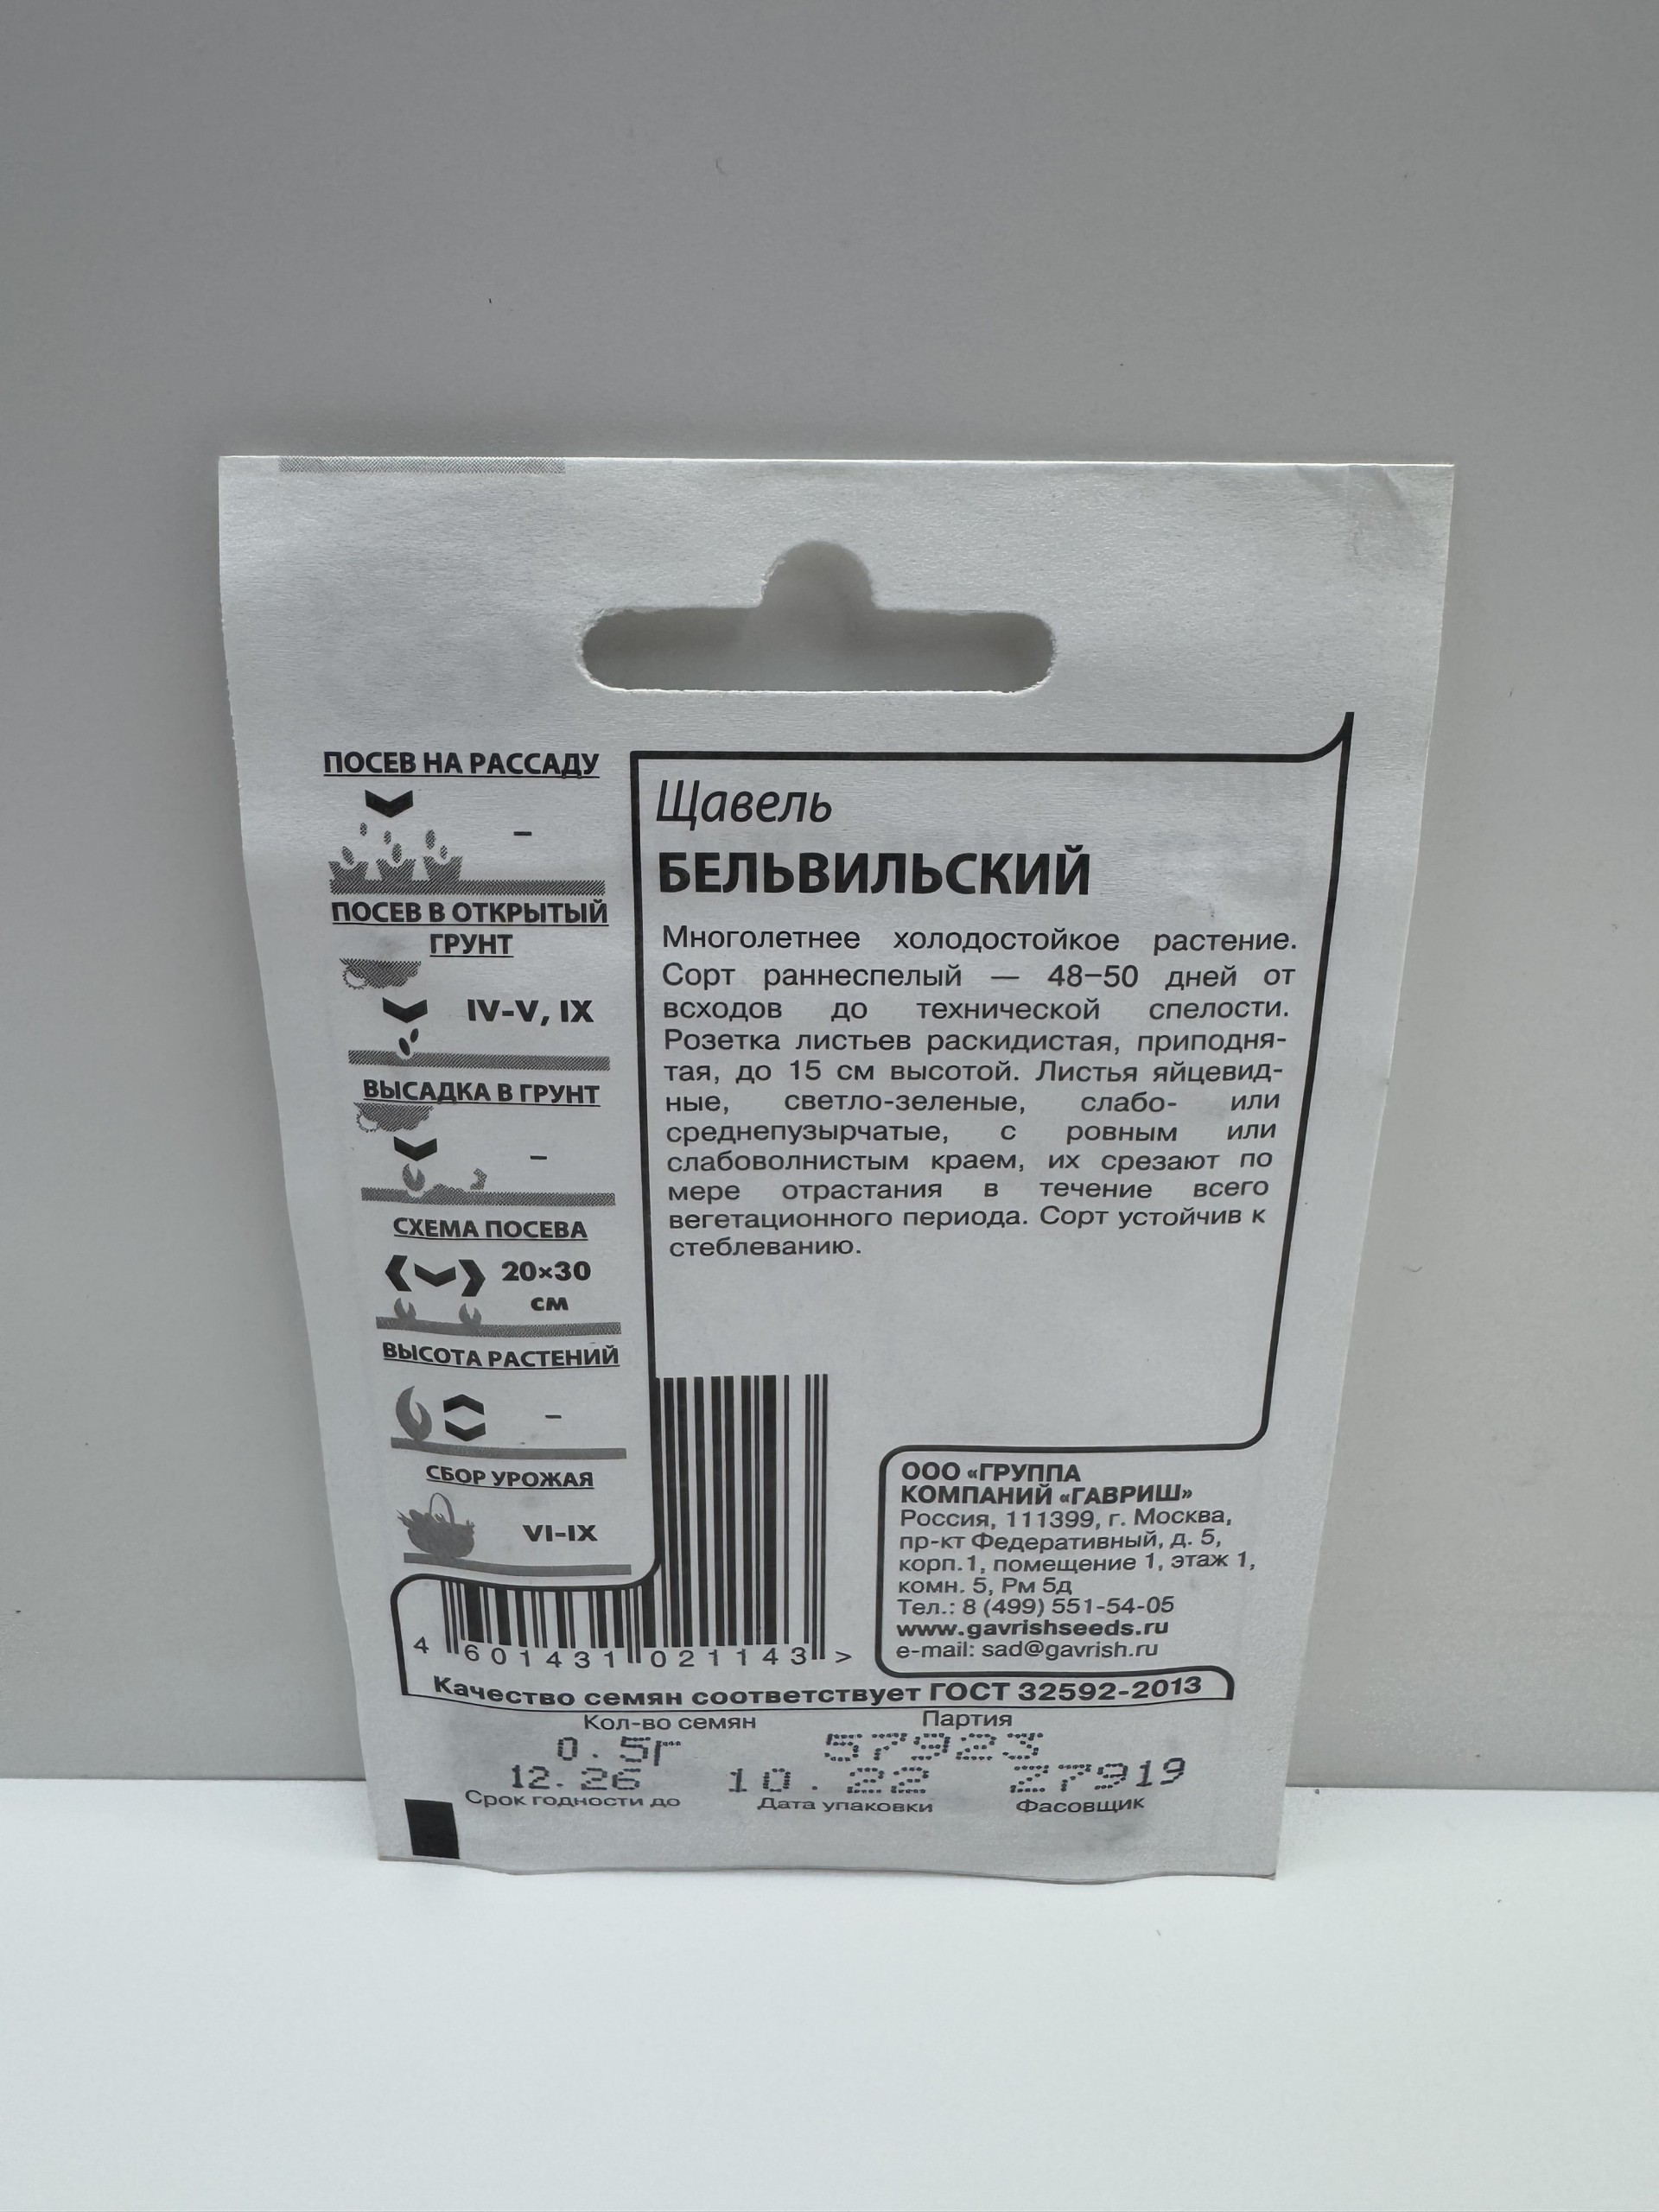 ПОСЕВ НА РАССАДУ
–
ПОСЕВ В ОТКРЫТЫЙ
ГРУНТ
IV-V, IX
ВЫСАДКА В ГРУНТ
–
СХЕМА ПОСЕВА
20×30
см
ВЫСОТА РАСТЕНИЙ
–
СБОР УРОЖАЯ
VI-IX
Щавель
БЕЛЬВИЛЬСКИЙ
Многолетнее холодостойкое растение.
Сорт раннеспелый — 48–50 дней от
всходов до технической спелости.
Розетка листьев раскидистая, приподня-
тая, до 15 см высотой. Листья яйцевид-
ные, светло-зеленые, слабо- или
среднепузырчатые, с ровным или
слабоволнистым краем, их срезают по
мере отрастания в течение всего
вегетационного периода. Сорт устойчив к
стеблеванию.
ООО «ГРУППА
КОМПАНИЙ «ГАВРИШ»
Россия, 111399, г. Москва,
пр-кт Федеративный, д. 5,
корп.1, помещение 1, этаж 1,
комн. 5, Рм 5д
Тел.: 8 (499) 551-54-05
www.gavrishseeds.ru
e-mail: sad@gavrish.ru
4 601431 021143 >
Качество семян соответствует ГОСТ 32592-2013
Кол-во семян Партия
0.5г 57923
12.26 10.22 27919
Срок годности до Дата упаковки Фасовщик